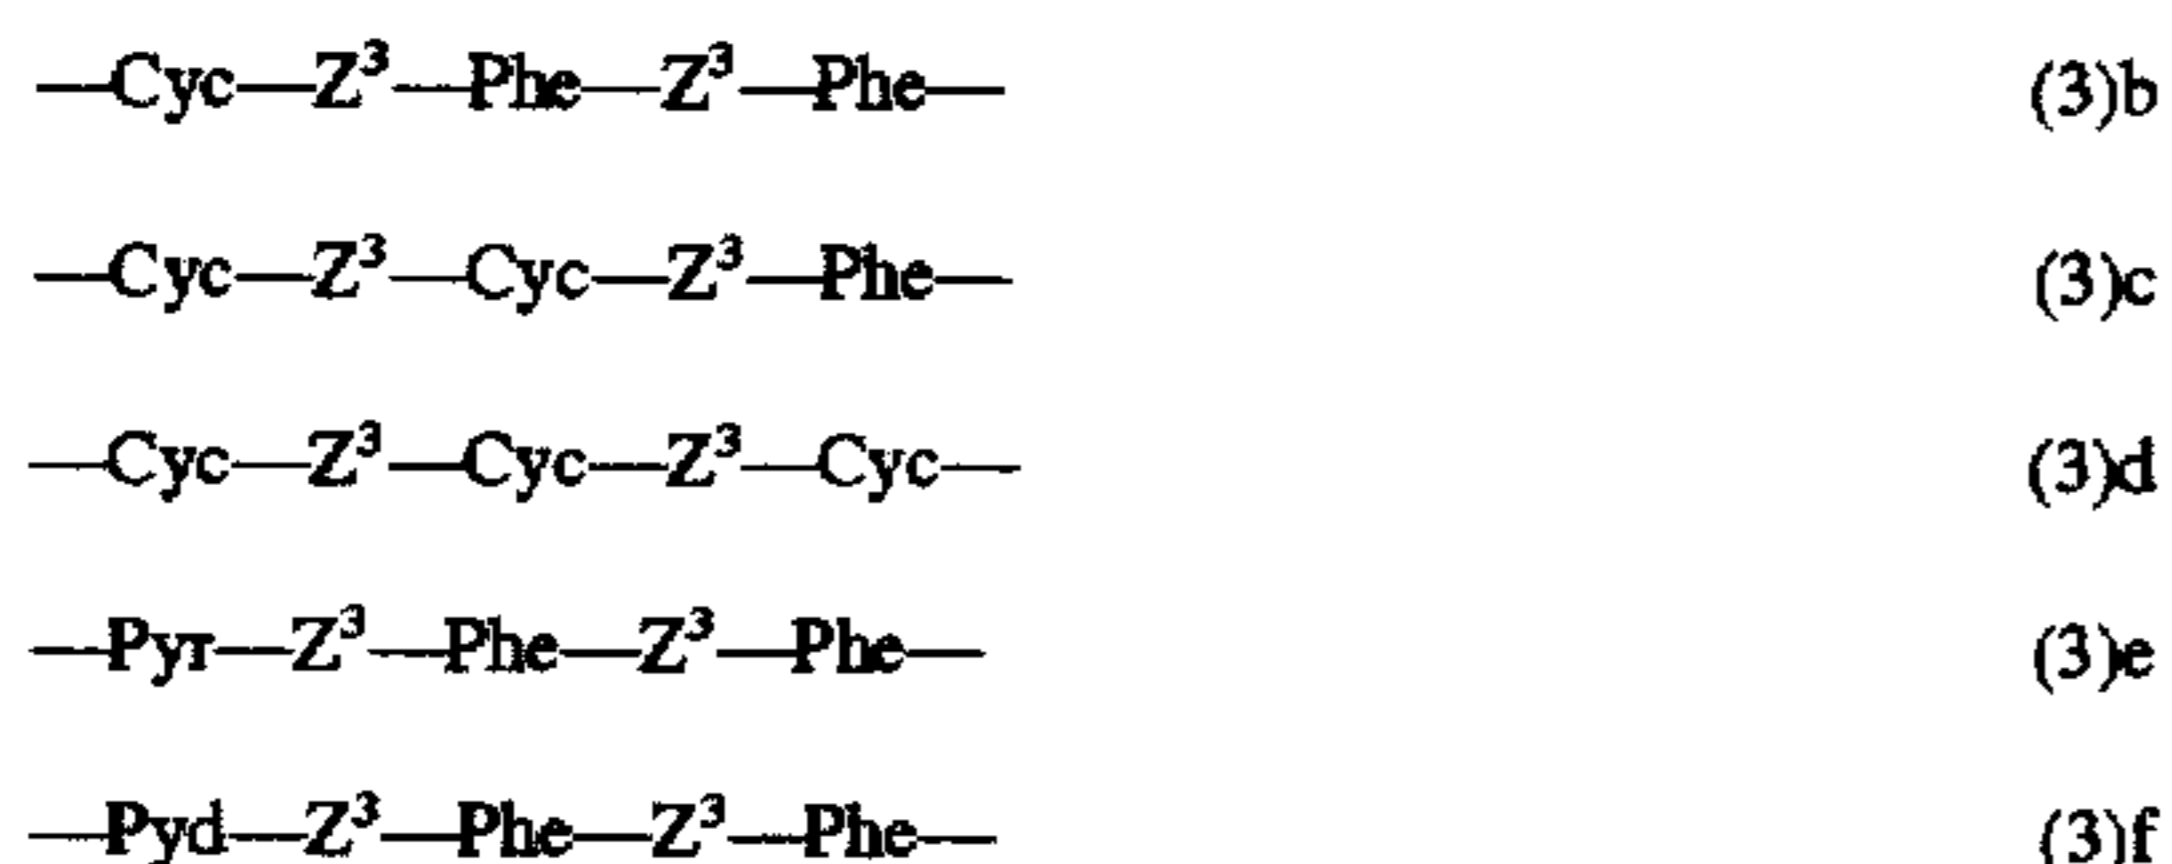 —Cyc—Z³—Phe—Z³—Phe— (3)b
—Cyc—Z³—Cyc—Z³—Phe— (3)c
—Cyc—Z³—Cyc—Z³—Cyc— (3)d
—Pyr—Z³—Phe—Z³—Phe— (3)e
—Pyd—Z³—Phe—Z³—Phe— (3)f